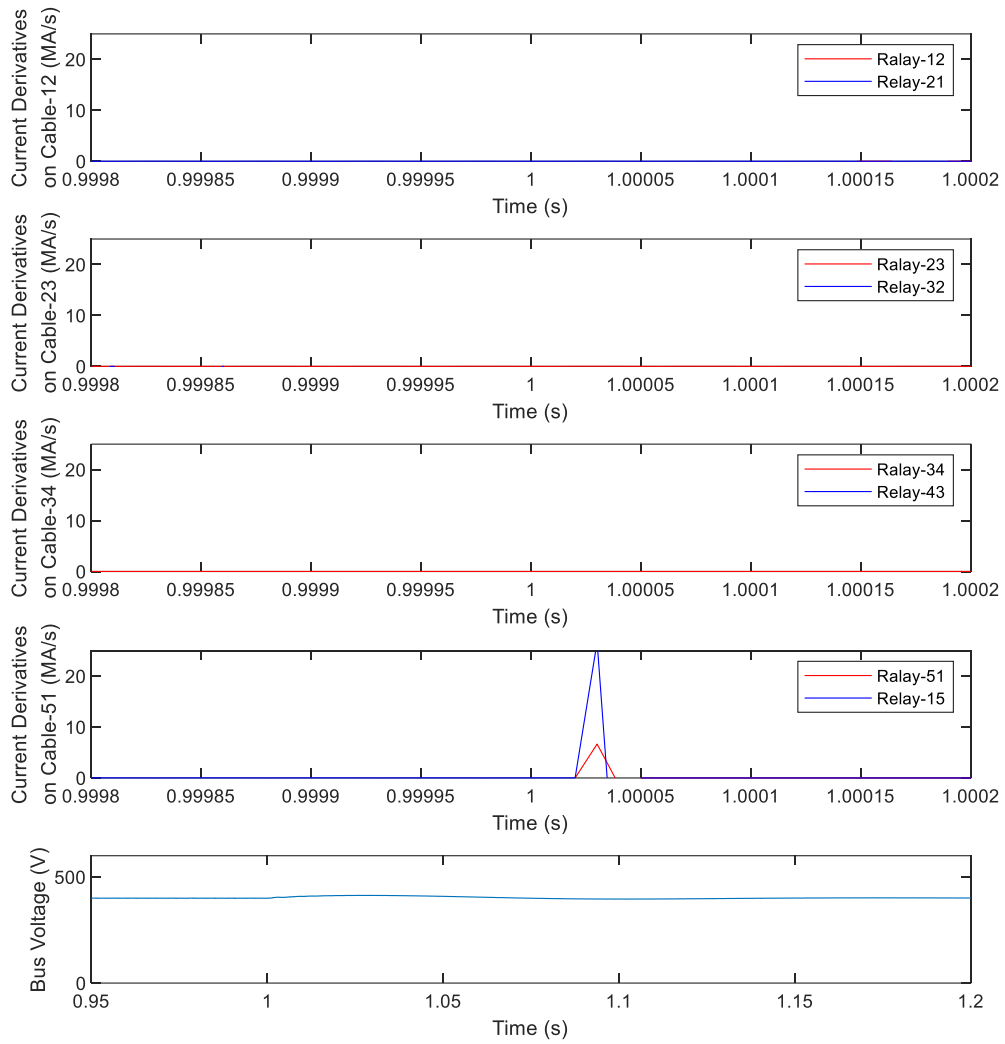 Current Derivatives
on Cable-12 (MA/s)
20
10
0
Ralay-12
Relay-21
0.9998 0.99985 0.9999 0.99995 1 1.00005 1.0001 1.00015 1.0002
Time (s)
Current Derivatives
on Cable-23 (MA/s)
20
10
0
Ralay-23
Relay-32
0.9998 0.99985 0.9999 0.99995 1 1.00005 1.0001 1.00015 1.0002
Time (s)
Current Derivatives
on Cable-34 (MA/s)
20
10
0
Ralay-34
Relay-43
0.9998 0.99985 0.9999 0.99995 1 1.00005 1.0001 1.00015 1.0002
Time (s)
Current Derivatives
on Cable-51 (MA/s)
20
10
0
Ralay-51
Relay-15
0.9998 0.99985 0.9999 0.99995 1 1.00005 1.0001 1.00015 1.0002
Time (s)
Bus Voltage (V)
500
0
0.95 1 1.05 1.1 1.15 1.2
Time (s)